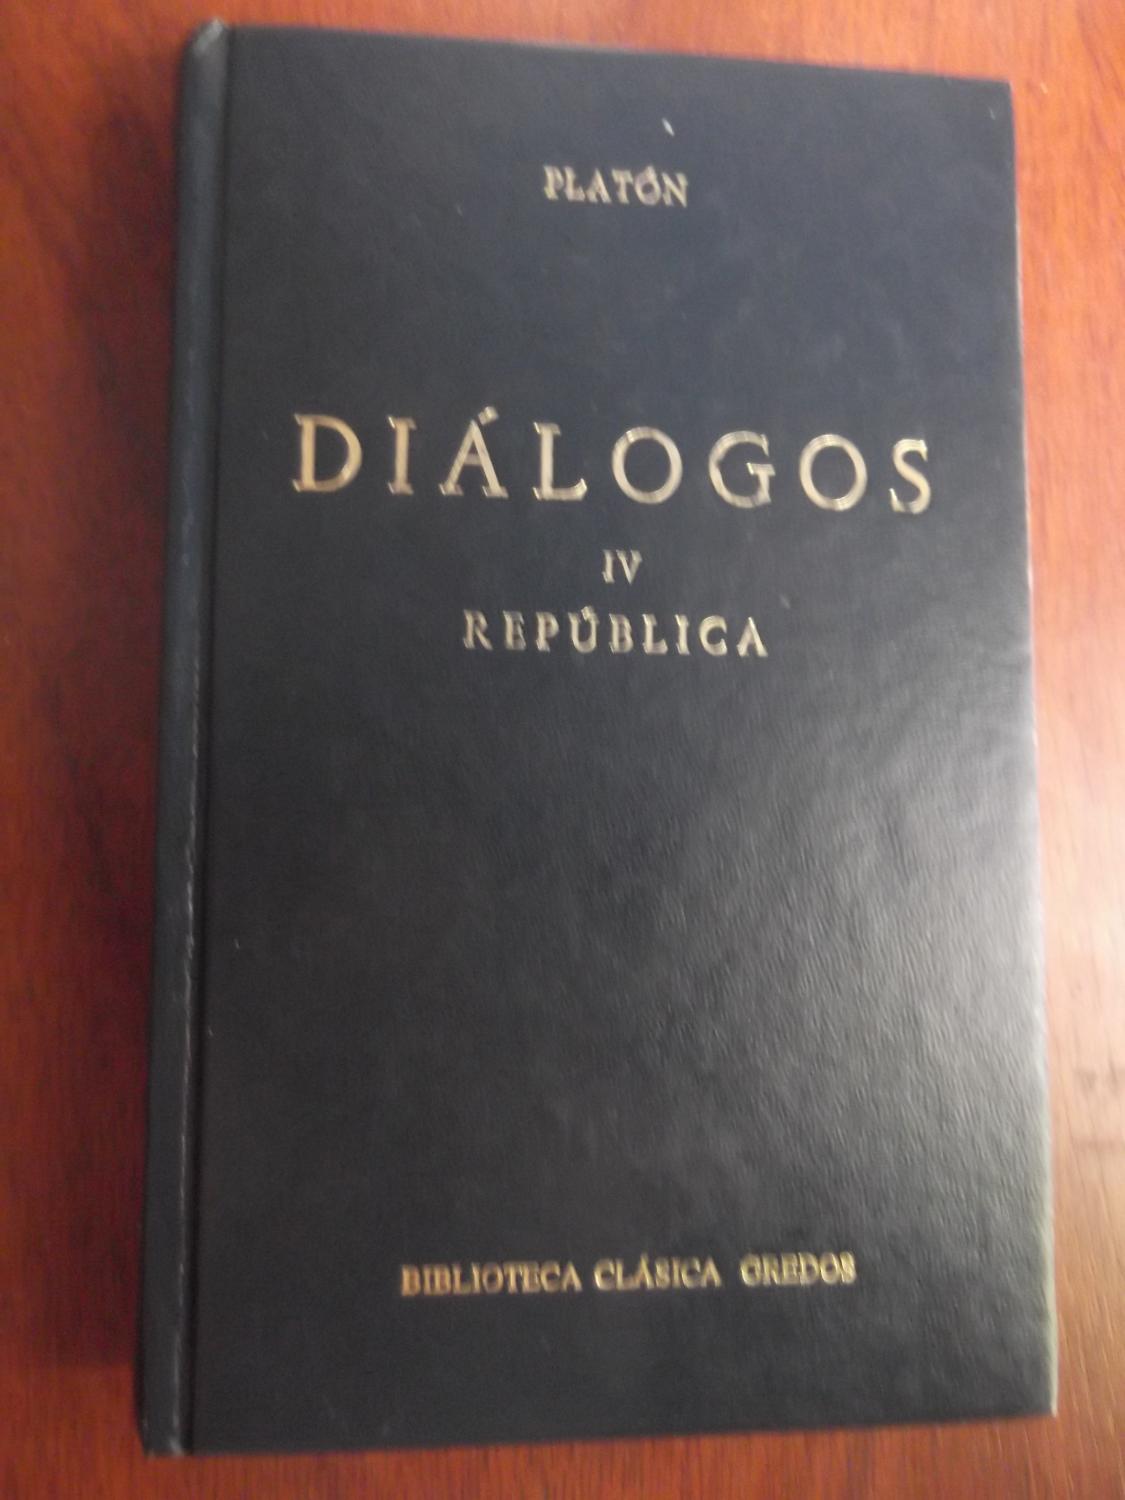 PLATÓN
DIÁLOGOS
IV
REPÚBLICA
BIBLIOTECA CLÁSICA GREDOS